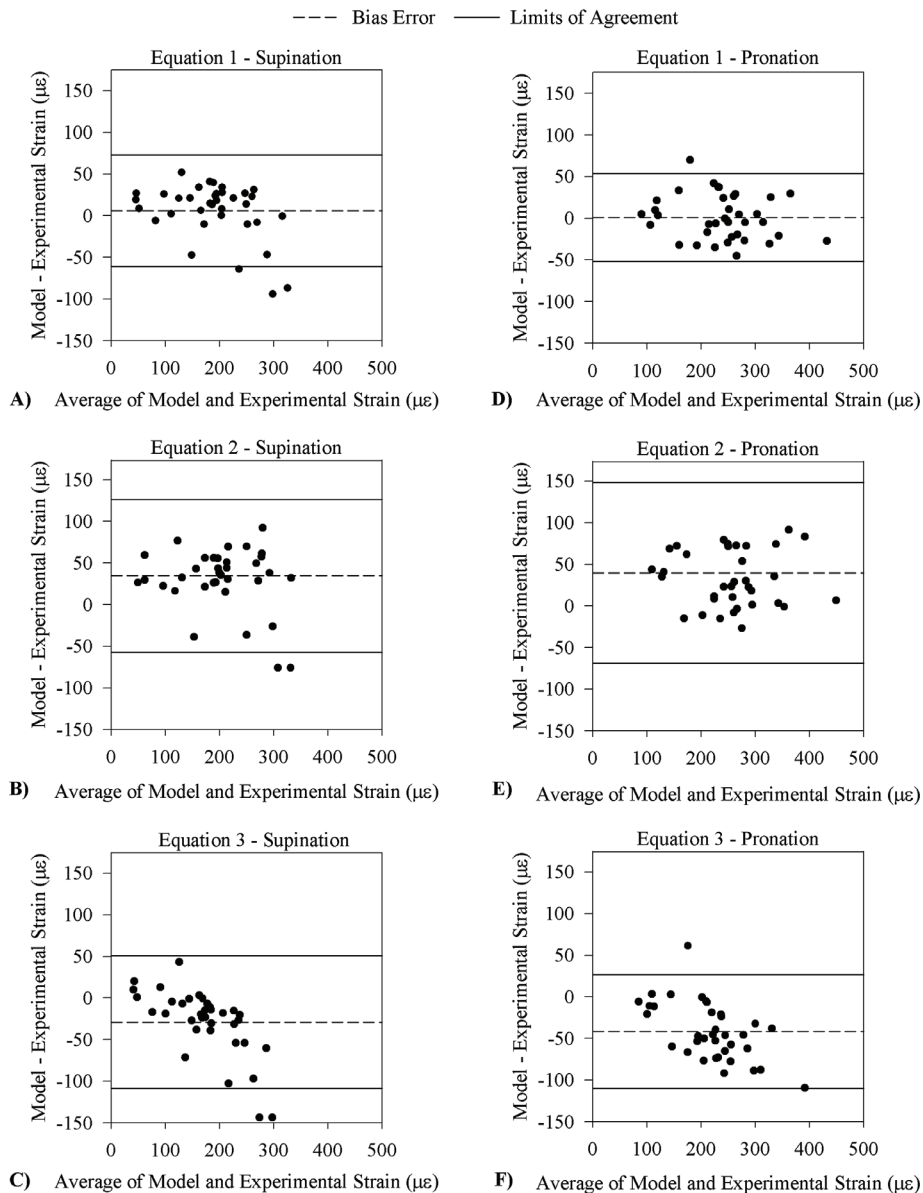 Bias Error Limits of Agreement
Equation 1 - Supination
Model - Experimental Strain (με)
150
100
50
0
-50
-100
-150
0 100 200 300 400 500
A) Average of Model and Experimental Strain (με)
Equation 1 - Pronation
Model - Experimental Strain (με)
150
100
50
0
-50
-100
-150
0 100 200 300 400 500
D) Average of Model and Experimental Strain (με)
Equation 2 - Supination
Model - Experimental Strain (με)
150
100
50
0
-50
-100
-150
0 100 200 300 400 500
B) Average of Model and Experimental Strain (με)
Equation 2 - Pronation
Model - Experimental Strain (με)
150
100
50
0
-50
-100
-150
0 100 200 300 400 500
E) Average of Model and Experimental Strain (με)
Equation 3 - Supination
Model - Experimental Strain (με)
150
100
50
0
-50
-100
-150
0 100 200 300 400 500
C) Average of Model and Experimental Strain (με)
Equation 3 - Pronation
Model - Experimental Strain (με)
150
100
50
0
-50
-100
-150
0 100 200 300 400 500
F) Average of Model and Experimental Strain (με)